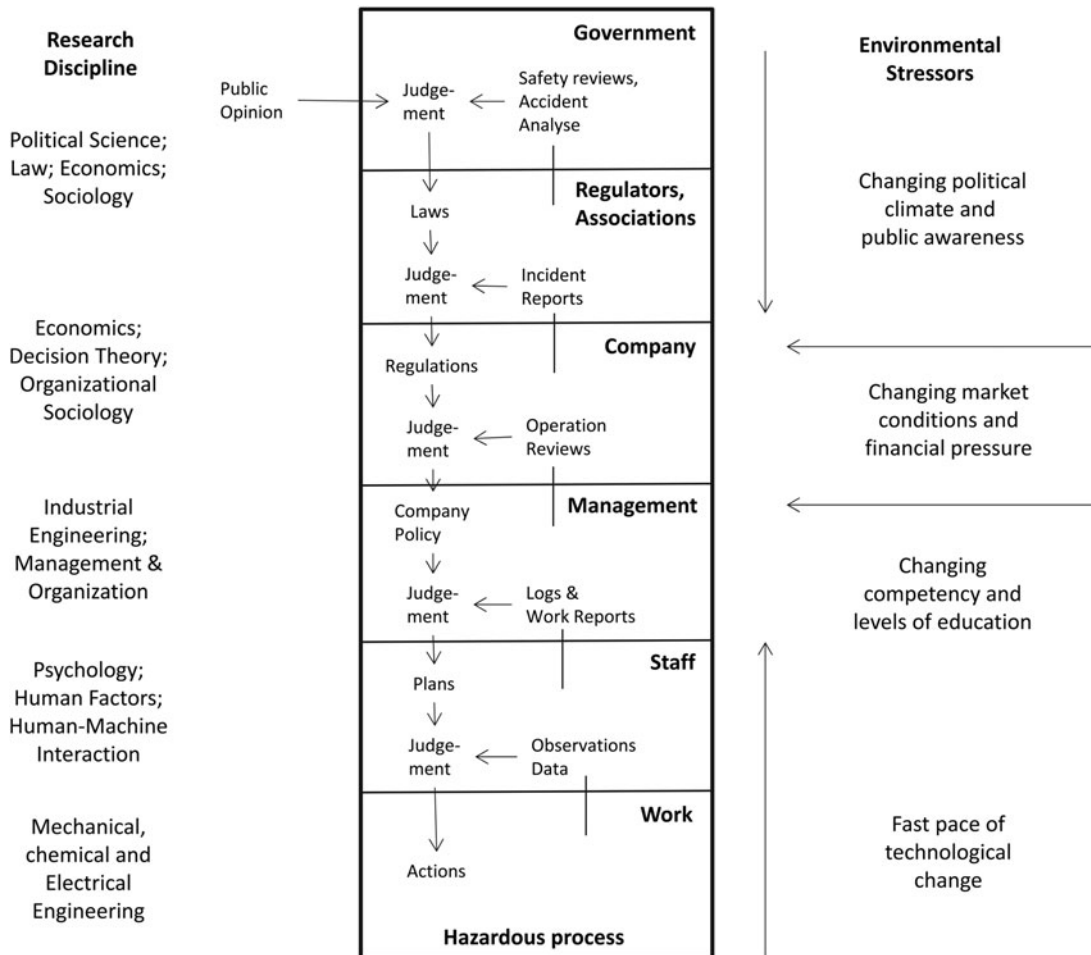 Research
Discipline
Political Science;
Law; Economics;
Sociology
Economics;
Decision Theory;
Organizational
Sociology
Industrial
Engineering;
Management &
Organization
Psychology;
Human Factors;
Human-Machine
Interaction
Mechanical,
chemical and
Electrical
Engineering
Public
Opinion
Government
Judge-
ment
Safety reviews,
Accident
Analyse
Regulators,
Associations
Laws
Judge-
ment
Incident
Reports
Company
Regulations
Judge-
ment
Operation
Reviews
Management
Company
Policy
Judge-
ment
Logs &
Work Reports
Staff
Plans
Judge-
ment
Observations
Data
Work
Actions
Hazardous process
Environmental
Stressors
Changing political
climate and
public awareness
Changing market
conditions and
financial pressure
Changing
competency and
levels of education
Fast pace of
technological
change